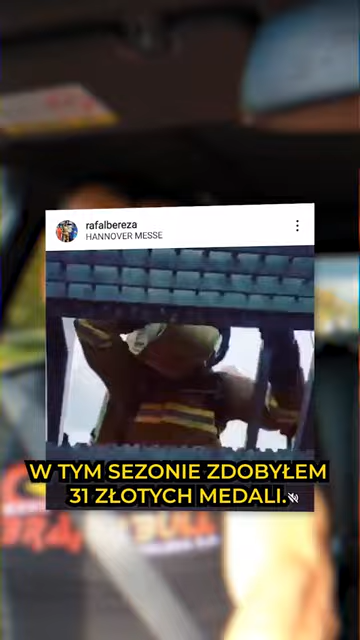 rafalbereza
HANNOVER MESSE
W TYM SEZONIE ZDOBYŁEM
31 ZŁOTYCH MEDALI.